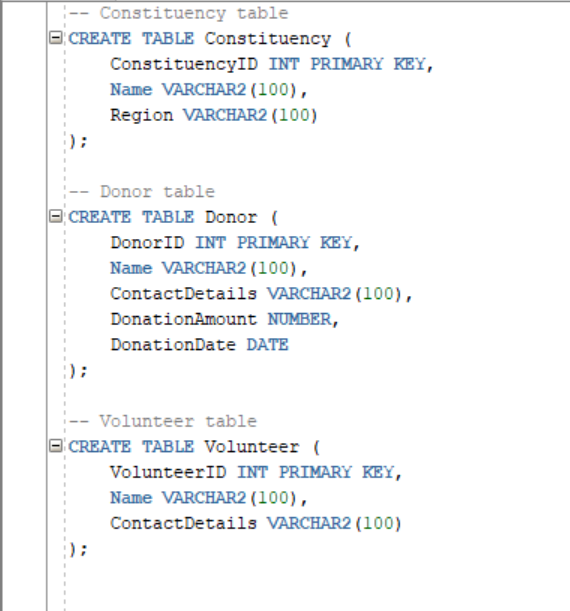 -- Constituency table
CREATE TABLE Constituency (
    ConstituencyID INT PRIMARY KEY,
    Name VARCHAR2(100),
    Region VARCHAR2(100)
);
-- Donor table
CREATE TABLE Donor (
    DonorID INT PRIMARY KEY,
    Name VARCHAR2(100),
    ContactDetails VARCHAR2(100),
    DonationAmount NUMBER,
    DonationDate DATE
);
-- Volunteer table
CREATE TABLE Volunteer (
    VolunteerID INT PRIMARY KEY,
    Name VARCHAR2(100),
    ContactDetails VARCHAR2(100)
);